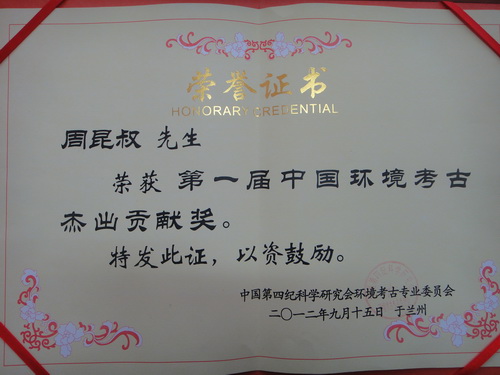 荣誉证书
HONORARY CREDENTIAL
周昆叔 先生
荣获 第一届中国环境考古
杰出贡献奖。
特发此证，以资鼓励。
中国第四纪科学研究会环境考古专业委员会
二〇一二年九月十五日 于兰州